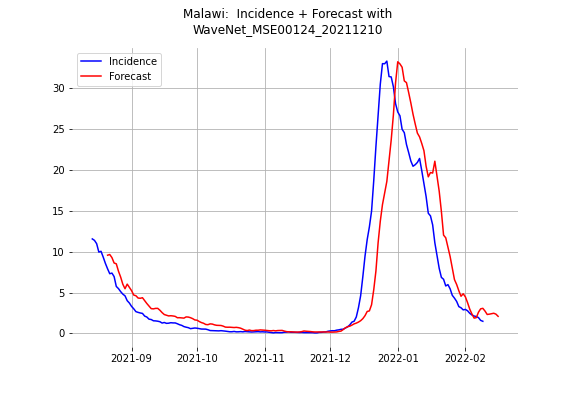 Malawi:  Incidence + Forecast with
WaveNet_MSE00124_20211210
Incidence
Forecast
30
25
20
15
10
5
0
2021-09 2021-10 2021-11 2021-12 2022-01 2022-02